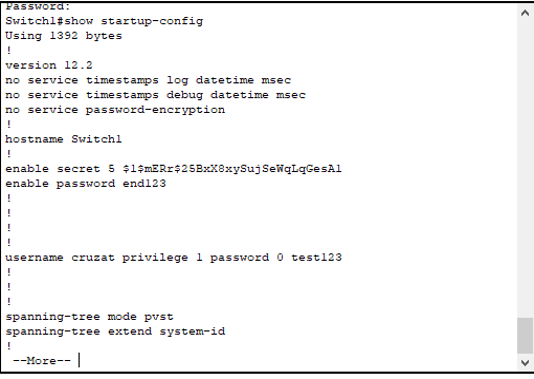 Password:
Switch1#show startup-config
Using 1392 bytes
!
version 12.2
no service timestamps log datetime msec
no service timestamps debug datetime msec
no service password-encryption
!
hostname Switch1
!
enable secret 5 $1$mERr$25BxX8xySujSeWqLqGesA1
enable password end123
!
!
!
!
username cruzat privilege 1 password 0 test123
!
!
!
spanning-tree mode pvst
spanning-tree extend system-id
!
--More--